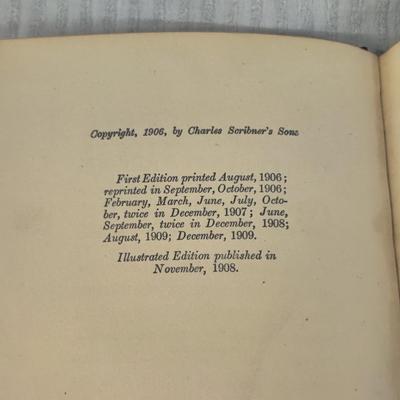 Copyright, 1906, by Charles Scribner's Sons
First Edition printed August, 1906;
reprinted in September, October, 1906;
February, March, June, July, Octo-
ber, twice in December, 1907; June,
September, twice in December, 1908;
August, 1909; December, 1909.
Illustrated Edition published in
November, 1908.